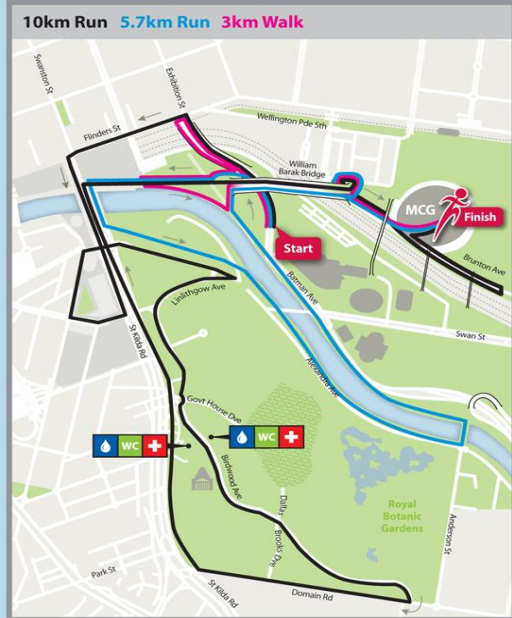 10km Run 5.7km Run 3km Walk
Swanston St
Exhibition St
Flinders St
Wellington Pde Sth
William
Barak Bridge
MCG
Finish
Start
Brunton Ave
Batman Ave
Linlithgow Ave
Swan St
St Kilda Rd
Alexandra Ave
Govt House Dve
WC
WC
Birdwood Ave
Royal
Botanic
Gardens
Dallas Brooks Dve
Anderson St
Park St
St Kilda Rd
Domain Rd